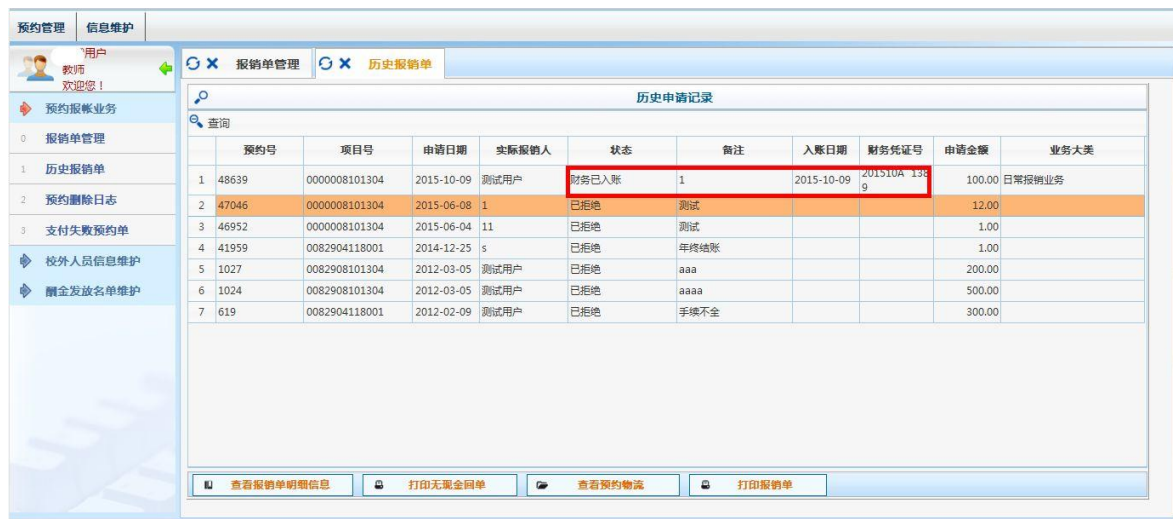 预约管理 信息维护
用户
教师
欢迎您！
报销单管理 历史报销单
预约报帐业务
0 报销单管理
1 历史报销单
2 预约删除日志
3 支付失败预约单
校外人员信息维护
酬金发放名单维护
历史申请记录
查询
预约号 项目号 申请日期 实际报销人 状态 备注 入账日期 财务凭证号 申请金额 业务大类
1 48639 0000008101304 2015-10-09 测试用户 财务已入账 1 2015-10-09 201510A 1389 100.00 日常报销业务
2 47046 0000008101304 2015-06-08 1 已拒绝 测试 12.00
3 46952 0000008101304 2015-06-04 11 已拒绝 测试 1.00
4 41959 0082904118001 2014-12-25 s 已拒绝 年终结账 1.00
5 1027 0082908101304 2012-03-05 测试用户 已拒绝 aaa 200.00
6 1024 0082908101304 2012-03-05 测试用户 已拒绝 aaaa 500.00
7 619 0082904118001 2012-02-09 测试用户 已拒绝 手续不全 300.00
查看报销单明细信息 打印无现金回单 查看预约物流 打印报销单